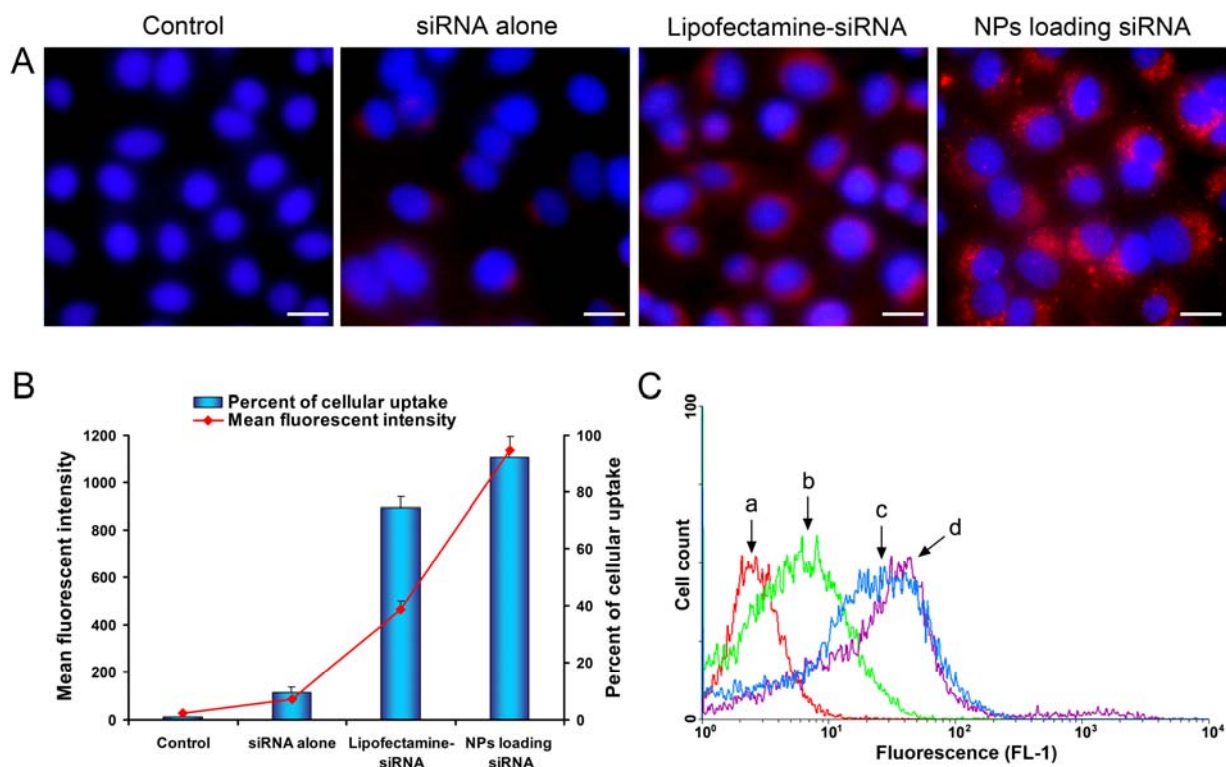 Control siRNA alone Lipofectamine-siRNA NPs loading siRNA
A
B
Percent of cellular uptake
Mean fluorescent intensity
1200
1000
800
600
400
200
0
Mean fluorescent intensity
100
80
60
40
20
0
Percent of cellular uptake
Control
siRNA alone
Lipofectamine-
siRNA
NPs loading
siRNA
C
100
0
Cell count
a
b
c
d
10⁰ 10¹ 10² 10³ 10⁴
Fluorescence (FL-1)